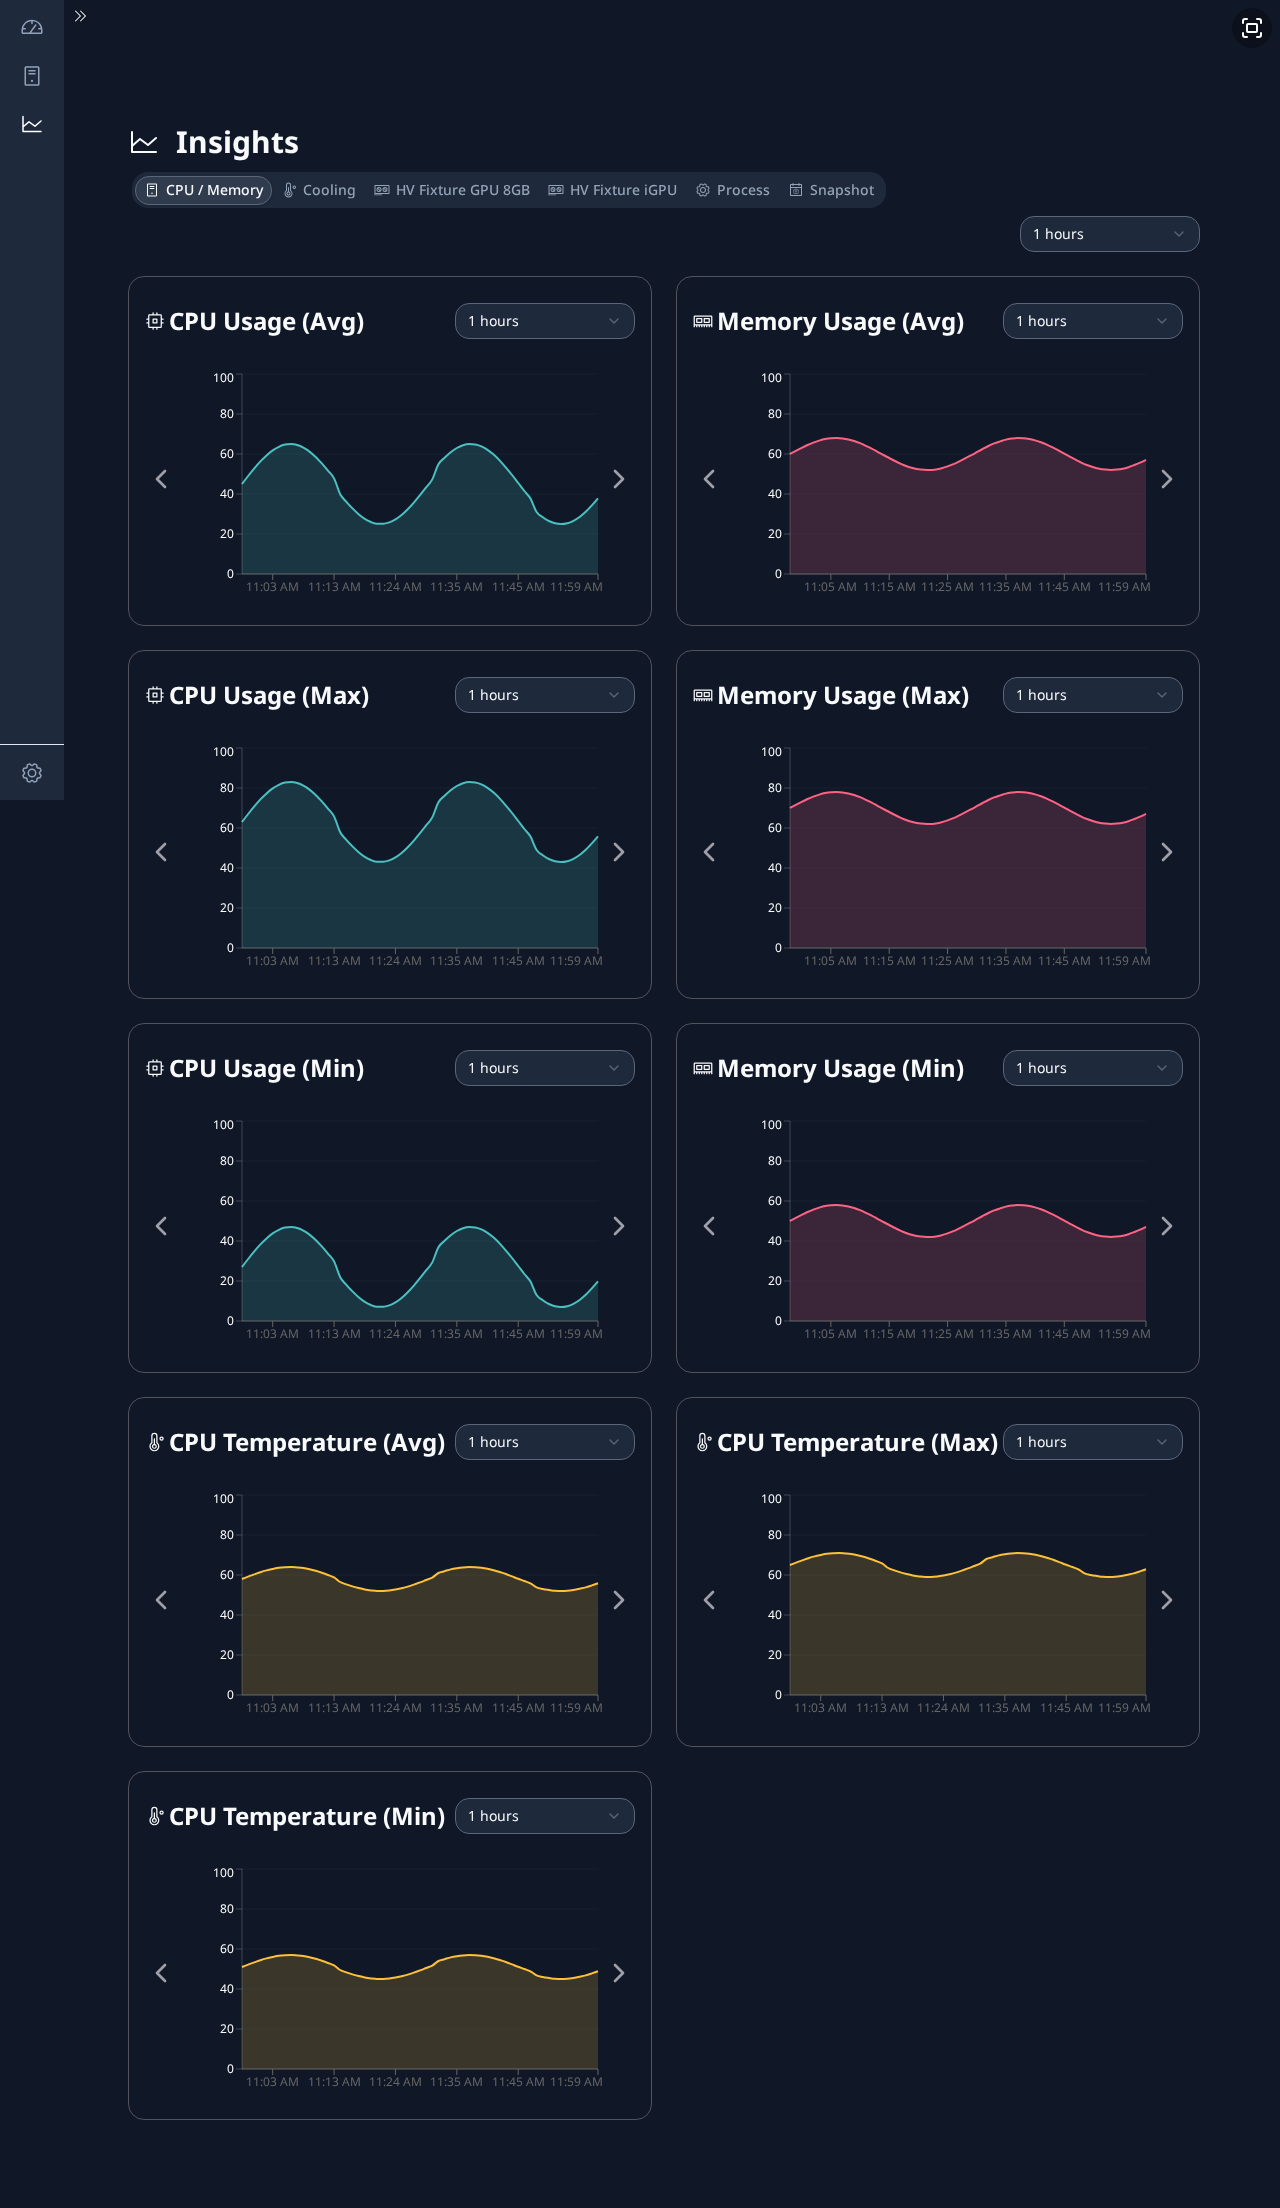 Insights
CPU / Memory Cooling HV Fixture GPU 8GB HV Fixture iGPU Process Snapshot
1 hours
CPU Usage (Avg) 1 hours
100
80
60
40
20
0
11:03 AM 11:13 AM 11:24 AM 11:35 AM 11:45 AM 11:59 AM
Memory Usage (Avg) 1 hours
100
80
60
40
20
0
11:05 AM 11:15 AM 11:25 AM 11:35 AM 11:45 AM 11:59 AM
CPU Usage (Max) 1 hours
100
80
60
40
20
0
11:03 AM 11:13 AM 11:24 AM 11:35 AM 11:45 AM 11:59 AM
Memory Usage (Max) 1 hours
100
80
60
40
20
0
11:05 AM 11:15 AM 11:25 AM 11:35 AM 11:45 AM 11:59 AM
CPU Usage (Min) 1 hours
100
80
60
40
20
0
11:03 AM 11:13 AM 11:24 AM 11:35 AM 11:45 AM 11:59 AM
Memory Usage (Min) 1 hours
100
80
60
40
20
0
11:05 AM 11:15 AM 11:25 AM 11:35 AM 11:45 AM 11:59 AM
CPU Temperature (Avg) 1 hours
100
80
60
40
20
0
11:03 AM 11:13 AM 11:24 AM 11:35 AM 11:45 AM 11:59 AM
CPU Temperature (Max) 1 hours
100
80
60
40
20
0
11:03 AM 11:13 AM 11:24 AM 11:35 AM 11:45 AM 11:59 AM
CPU Temperature (Min) 1 hours
100
80
60
40
20
0
11:03 AM 11:13 AM 11:24 AM 11:35 AM 11:45 AM 11:59 AM